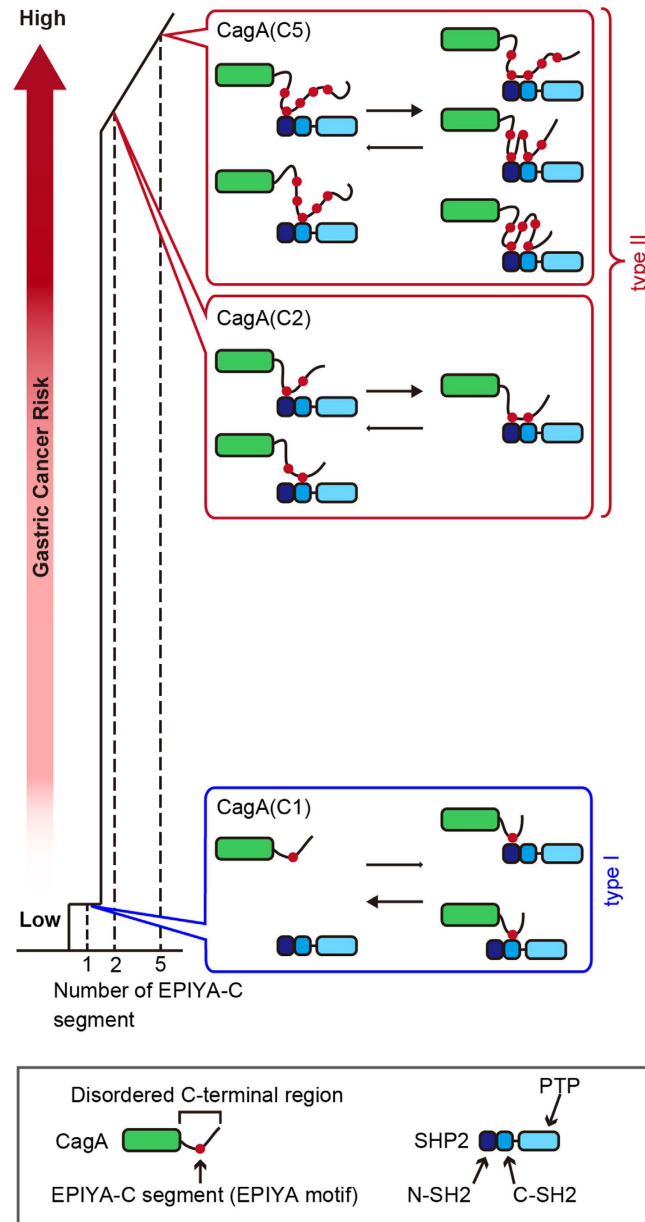 High
Gastric Cancer Risk
Low
CagA(C5)
CagA(C2)
type II
CagA(C1)
type I
1 2 5
Number of EPIYA-C
segment
Disordered C-terminal region
CagA
EPIYA-C segment (EPIYA motif)
PTP
SHP2
N-SH2 C-SH2